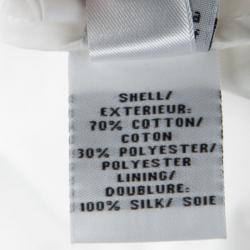 SHELL/
EXTERIEUR:
70% COTTON/
COTON
30% POLYESTER/
POLYESTER
LINING/
DOUBLURE:
100% SILK/ SOIE